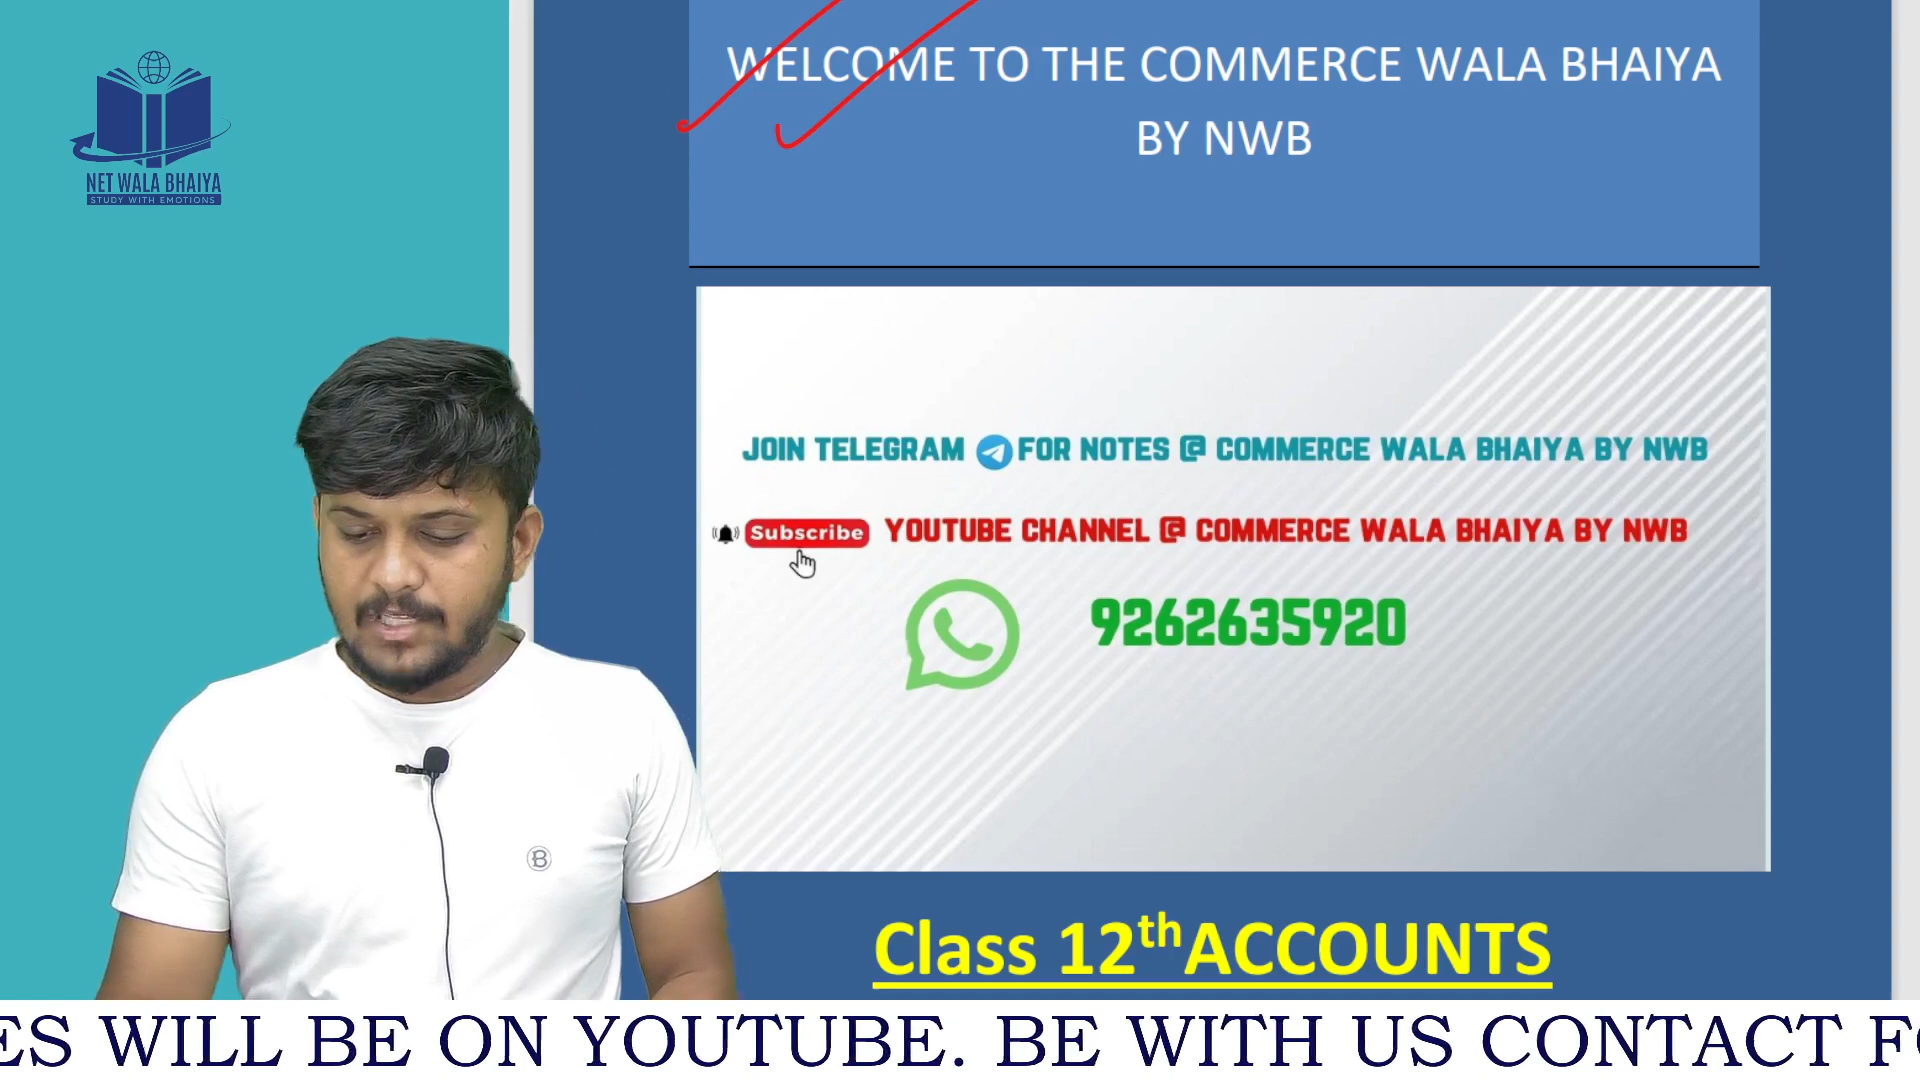 NET WALA BHAIYA
STUDY WITH EMOTIONS
WELCOME TO THE COMMERCE WALA BHAIYA
BY NWB
JOIN TELEGRAM FOR NOTES @ COMMERCE WALA BHAIYA BY NWB
Subscribe YOUTUBE CHANNEL @ COMMERCE WALA BHAIYA BY NWB
9262635920
B
Class 12th ACCOUNTS
ES WILL BE ON YOUTUBE. BE WITH US CONTACT FO